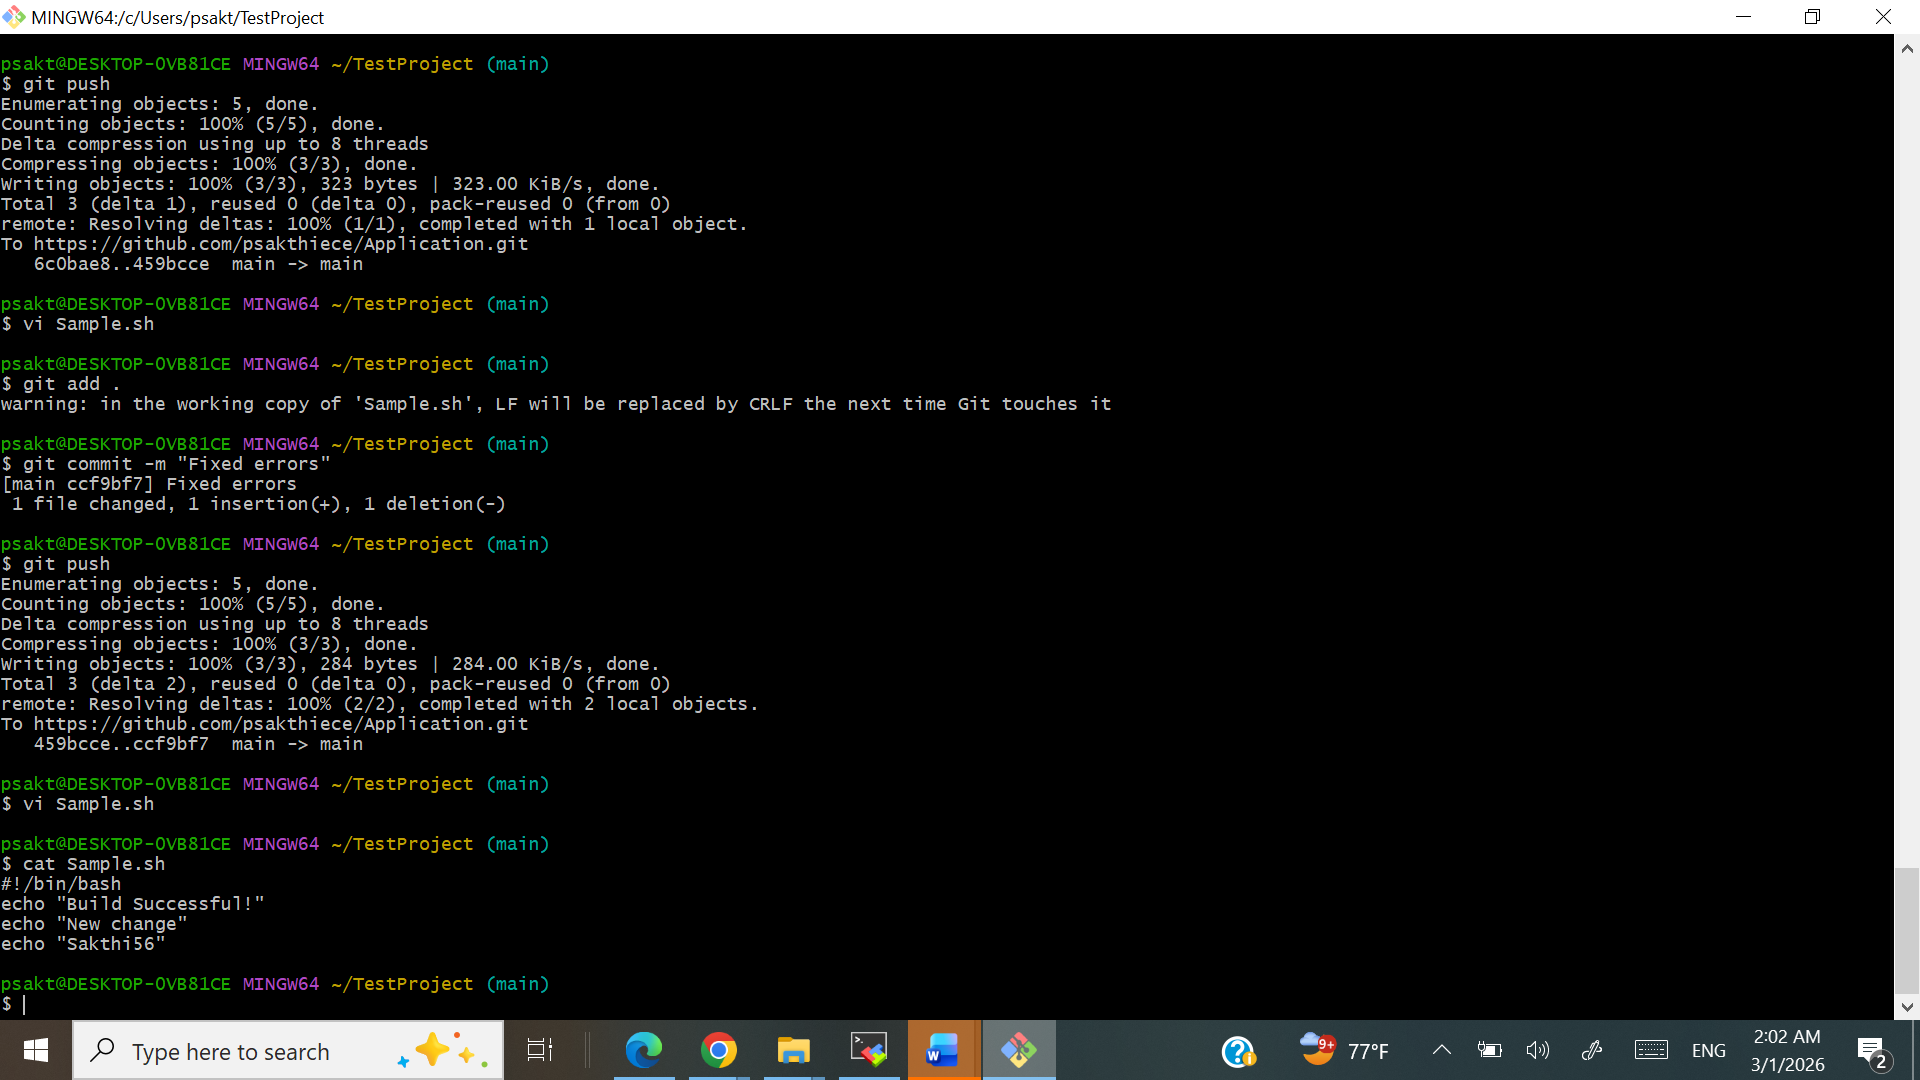 MINGW64:/c/Users/psakt/TestProject
psakt@DESKTOP-0VB81CE MINGW64 ~/TestProject (main)
$ git push
Enumerating objects: 5, done.
Counting objects: 100% (5/5), done.
Delta compression using up to 8 threads
Compressing objects: 100% (3/3), done.
Writing objects: 100% (3/3), 323 bytes | 323.00 KiB/s, done.
Total 3 (delta 1), reused 0 (delta 0), pack-reused 0 (from 0)
remote: Resolving deltas: 100% (1/1), completed with 1 local object.
To https://github.com/psakthiece/Application.git
   6c0bae8..459bcce  main -> main
psakt@DESKTOP-0VB81CE MINGW64 ~/TestProject (main)
$ vi Sample.sh
psakt@DESKTOP-0VB81CE MINGW64 ~/TestProject (main)
$ git add .
warning: in the working copy of 'Sample.sh', LF will be replaced by CRLF the next time Git touches it
psakt@DESKTOP-0VB81CE MINGW64 ~/TestProject (main)
$ git commit -m "Fixed errors"
[main ccf9bf7] Fixed errors
 1 file changed, 1 insertion(+), 1 deletion(-)
psakt@DESKTOP-0VB81CE MINGW64 ~/TestProject (main)
$ git push
Enumerating objects: 5, done.
Counting objects: 100% (5/5), done.
Delta compression using up to 8 threads
Compressing objects: 100% (3/3), done.
Writing objects: 100% (3/3), 284 bytes | 284.00 KiB/s, done.
Total 3 (delta 2), reused 0 (delta 0), pack-reused 0 (from 0)
remote: Resolving deltas: 100% (2/2), completed with 2 local objects.
To https://github.com/psakthiece/Application.git
   459bcce..ccf9bf7  main -> main
psakt@DESKTOP-0VB81CE MINGW64 ~/TestProject (main)
$ vi Sample.sh
psakt@DESKTOP-0VB81CE MINGW64 ~/TestProject (main)
$ cat Sample.sh
#!/bin/bash
echo "Build Successful!"
echo "New change"
echo "Sakthi56"
psakt@DESKTOP-0VB81CE MINGW64 ~/TestProject (main)
$
Type here to search
9+
77°F
ENG
2:02 AM
3/1/2026
2